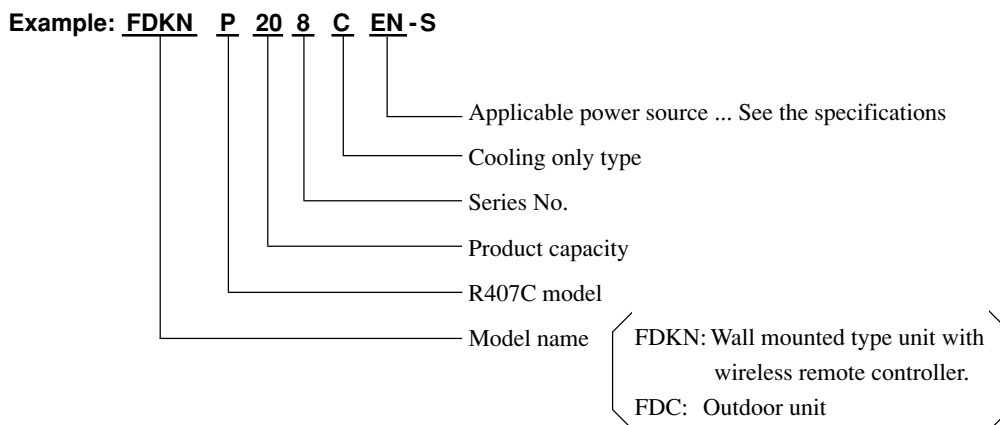 Example: FDKN P 20 8 C EN - S
Applicable power source ... See the specifications
Cooling only type
Series No.
Product capacity
R407C model
Model name
FDKN: Wall mounted type unit with
wireless remote controller.
FDC: Outdoor unit